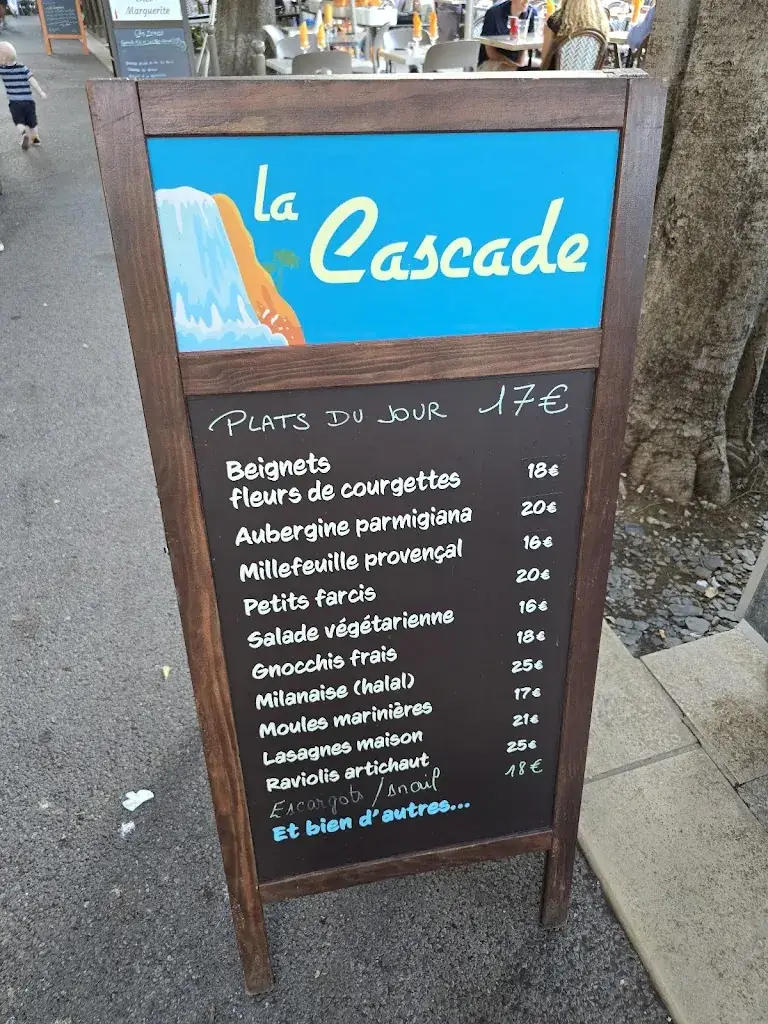 Marguerite
la
Cascade
PLATS DU JOUR 17€
Beignets
fleurs de courgettes 18€
Aubergine parmigiana 20€
Millefeuille provençal 16€
Petits farcis 20€
Salade végétarienne 16€
Gnocchis frais 18€
Milanaise (halal) 25€
Moules marinières 17€
Lasagnes maison 21€
Raviolis artichaut 25€
Escargots / snail 18€
Et bien d'autres...